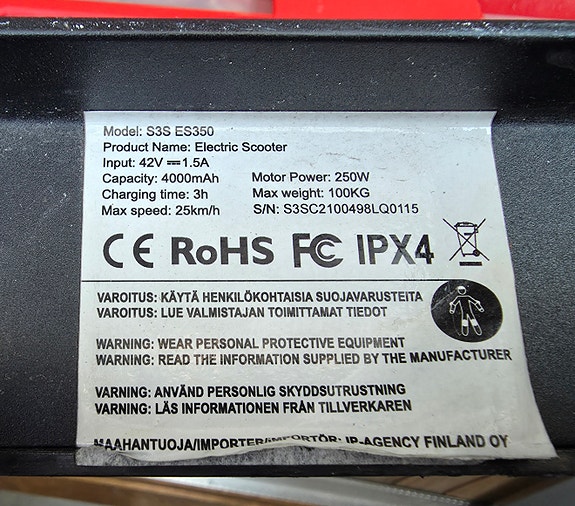 Model: S3S ES350
Product Name: Electric Scooter
Input: 42V ⎓ 1.5A
Capacity: 4000mAh Motor Power: 250W
Charging time: 3h Max weight: 100KG
Max speed: 25km/h S/N: S3SC2100498LQ0115
CE RoHS FC IPX4
VAROITUS: KÄYTÄ HENKILÖKOHTAISIA SUOJAVARUSTEITA
VAROITUS: LUE VALMISTAJAN TOIMITTAMAT TIEDOT
WARNING: WEAR PERSONAL PROTECTIVE EQUIPMENT
WARNING: READ THE INFORMATION SUPPLIED BY THE MANUFACTURER
VARNING: ANVÄND PERSONLIG SKYDDSUTRUSTNING
VARNING: LÄS INFORMATIONEN FRÅN TILLVERKAREN
MAAHANTUOJA/IMPORTER/IMPORTÖR: IP-AGENCY FINLAND OY